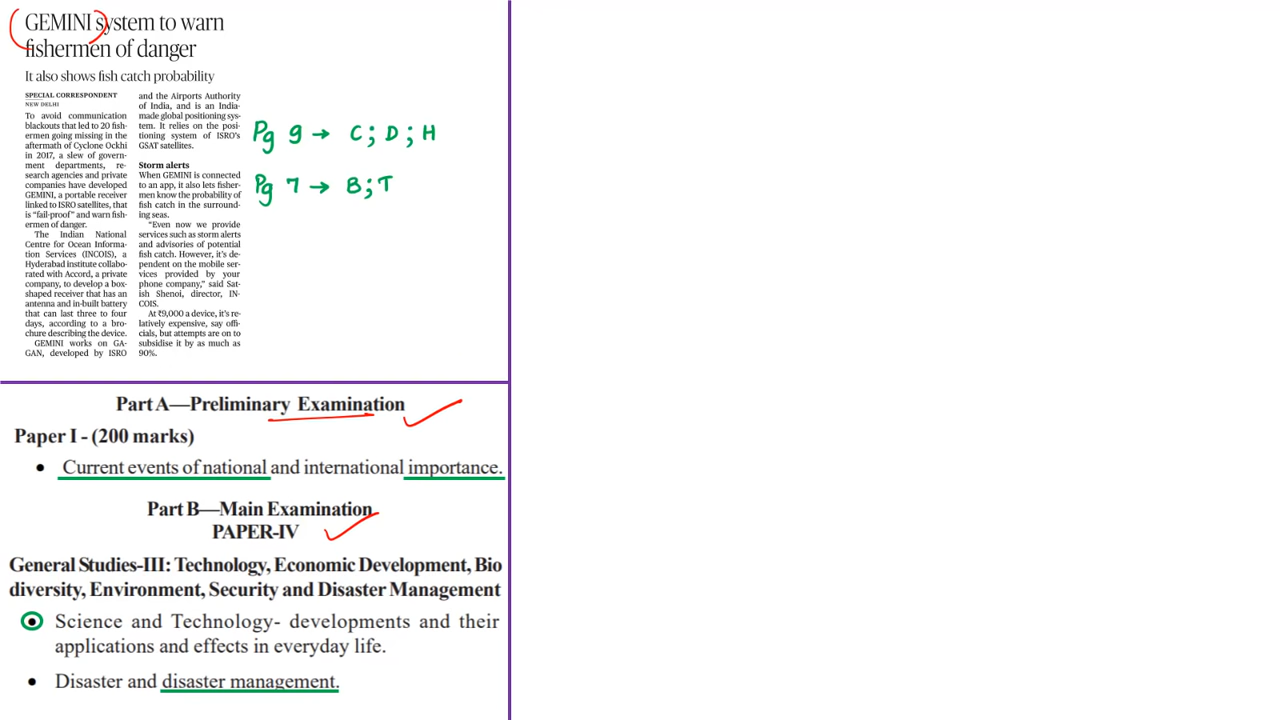 GEMINI system to warn
fishermen of danger
It also shows fish catch probability
SPECIAL CORRESPONDENT
NEW DELHI
To avoid communication
blackouts that led to 20 fish-
ermen going missing in the
aftermath of Cyclone Ockhi
in 2017, a slew of govern-
ment departments, re-
search agencies and private
companies have developed
GEMINI, a portable receiver
linked to ISRO satellites, that
is "fail-proof" and warn fish-
ermen of danger.
The Indian National
Centre for Ocean Informa-
tion Services (INCOIS), a
Hyderabad institute collabo-
rated with Accord, a private
company, to develop a box-
shaped receiver that has an
antenna and in-built battery
that can last three to four
days, according to a bro-
chure describing the device.
GEMINI works on GA-
GAN, developed by ISRO
and the Airports Authority
of India, and is an India-
made global positioning sys-
tem. It relies on the posi-
tioning system of ISRO's
GSAT satellites.
Storm alerts
When GEMINI is connected
to an app, it also lets fisher-
men know the probability of
fish catch in the surround-
ing seas.
"Even now we provide
services such as storm alerts
and advisories of potential
fish catch. However, it's de-
pendent on the mobile ser-
vices provided by your
phone company," said Sat-
ish Shenoi, director, IN-
COIS.
At ₹9,000 a device, it's re-
latively expensive, say offi-
cials, but attempts are on to
subsidise it by as much as
90%.
Pg 9 → C; D; H
Pg 7 → B; T
Part A—Preliminary Examination
Paper I - (200 marks)
• Current events of national and international importance.
Part B—Main Examination
PAPER-IV
General Studies-III: Technology, Economic Development, Bio
diversity, Environment, Security and Disaster Management
• Science and Technology- developments and their
applications and effects in everyday life.
• Disaster and disaster management.